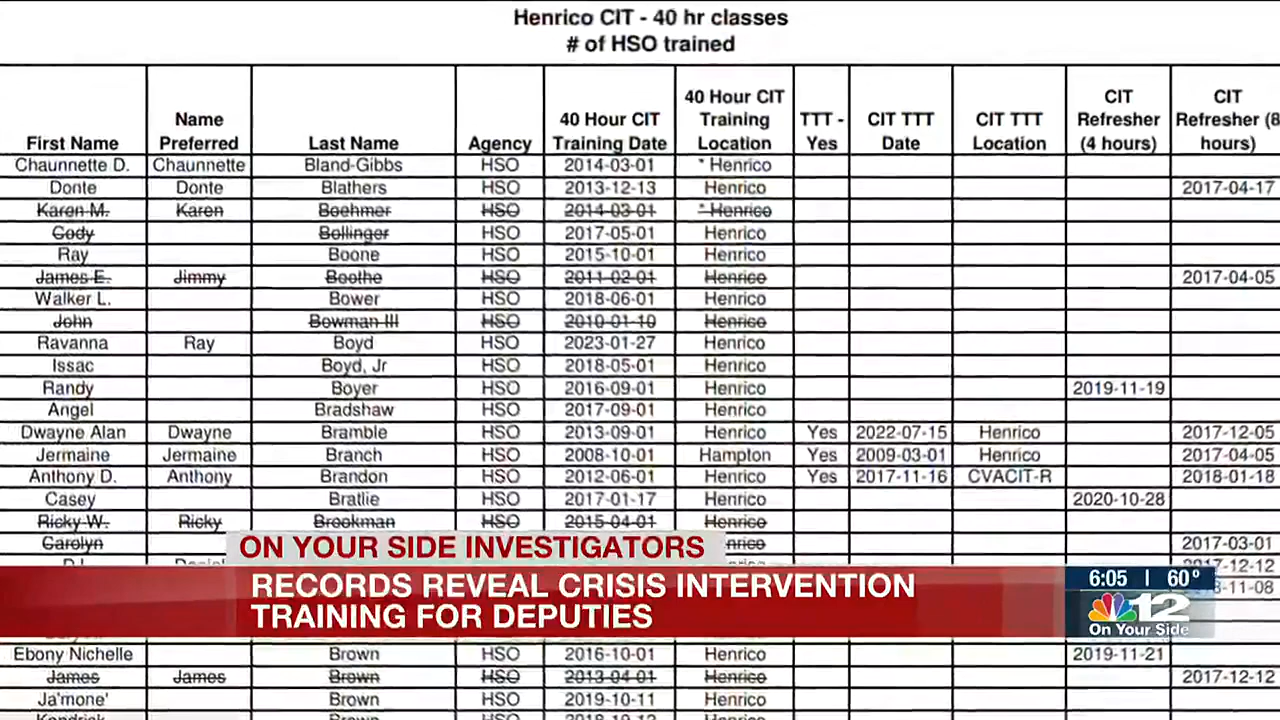 Henrico CIT - 40 hr classes
# of HSO trained
First Name Name Preferred Last Name Agency 40 Hour CIT Training Date 40 Hour CIT Training Location TTT - Yes CIT TTT Date CIT TTT Location CIT Refresher (4 hours) CIT Refresher (8 hours)
Chaunnette D. Chaunnette Bland-Gibbs HSO 2014-03-01 * Henrico
Donte Donte Blathers HSO 2013-12-13 Henrico 2017-04-17
Karen M. Karen Boehmer HSO 2014-03-01 * Henrico
Cody Bollinger HSO 2017-05-01 Henrico
Ray Boone HSO 2015-10-01 Henrico
James E. Jimmy Boothe HSO 2011-02-01 Henrico 2017-04-05
Walker L. Bower HSO 2018-06-01 Henrico
John Bowman III HSO 2010-01-10 Henrico
Ravanna Ray Boyd HSO 2023-01-27 Henrico
Issac Boyd, Jr HSO 2018-05-01 Henrico
Randy Boyer HSO 2016-09-01 Henrico 2019-11-19
Angel Bradshaw HSO 2017-09-01 Henrico
Dwayne Alan Dwayne Bramble HSO 2013-09-01 Henrico Yes 2022-07-15 Henrico 2017-12-05
Jermaine Jermaine Branch HSO 2008-10-01 Hampton Yes 2009-03-01 Henrico 2017-04-05
Anthony D. Anthony Brandon HSO 2012-06-01 Henrico Yes 2017-11-16 CVACIT-R 2018-01-18
Casey Bratlie HSO 2017-01-17 Henrico 2020-10-28
Ricky W. Ricky Brookman HSO 2015-04-01 Henrico
Carolyn nrico 2017-03-01
ON YOUR SIDE INVESTIGATORS
RECORDS REVEAL CRISIS INTERVENTION
TRAINING FOR DEPUTIES
6:05 | 60°
12
On Your Side
Ebony Nichelle Brown HSO 2016-10-01 Henrico 2019-11-21
James James Brown HSO 2013-04-01 Henrico 2017-12-12
Ja'mone' Brown HSO 2019-10-11 Henrico